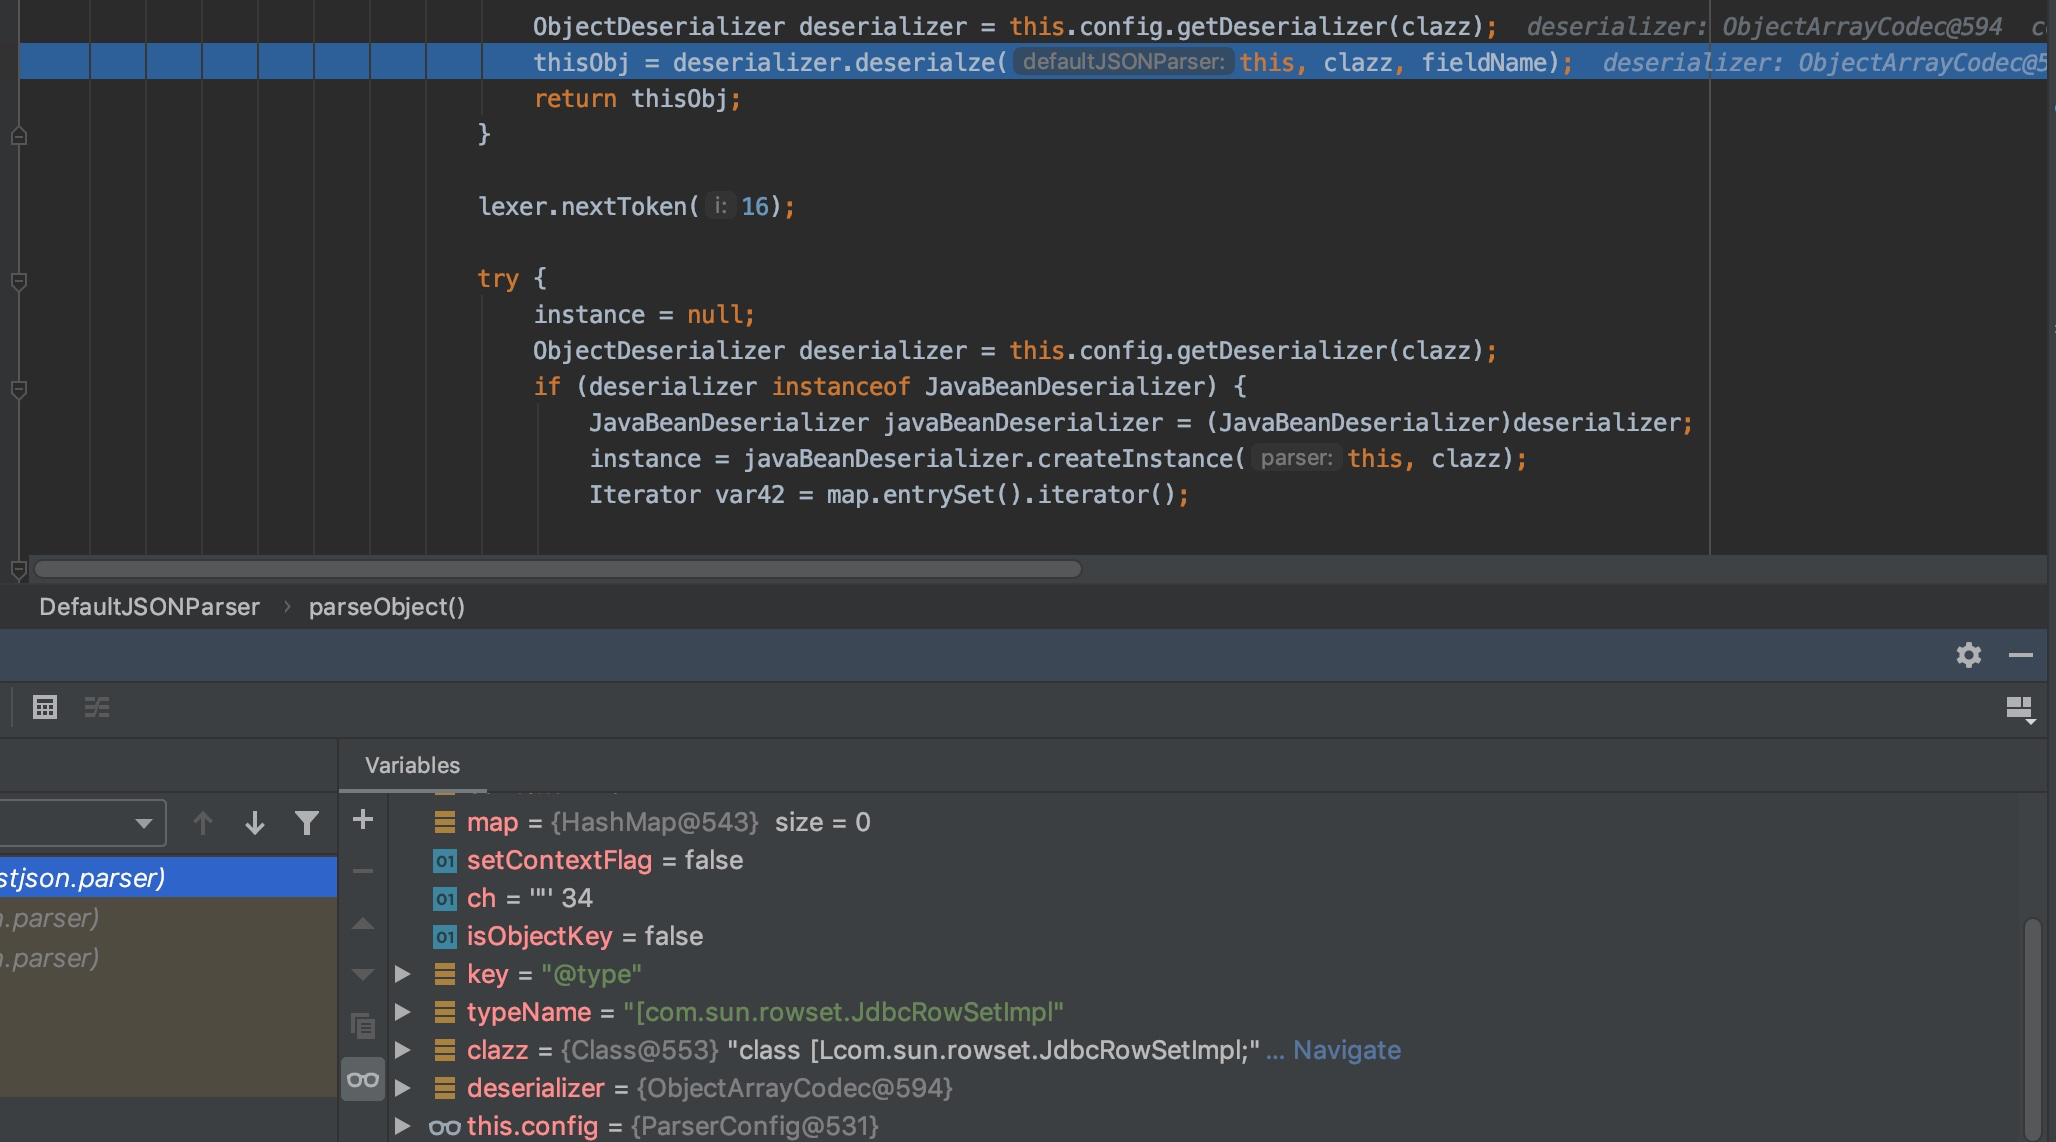 ObjectDeserializer deserializer = this.config.getDeserializer(clazz); deserializer: ObjectArrayCodec@594
thisObj = deserializer.deserialze( defaultJSONParser: this, clazz, fieldName); deserializer: ObjectArrayCodec@5
return thisObj;
}
lexer.nextToken( i: 16);
try {
instance = null;
ObjectDeserializer deserializer = this.config.getDeserializer(clazz);
if (deserializer instanceof JavaBeanDeserializer) {
JavaBeanDeserializer javaBeanDeserializer = (JavaBeanDeserializer)deserializer;
instance = javaBeanDeserializer.createInstance( parser: this, clazz);
Iterator var42 = map.entrySet().iterator();
DefaultJSONParser › parseObject()
Variables
stjson.parser)
.parser)
.parser)
map = {HashMap@543} size = 0
setContextFlag = false
ch = '"' 34
isObjectKey = false
key = "@type"
typeName = "[com.sun.rowset.JdbcRowSetImpl"
clazz = {Class@553} "class [Lcom.sun.rowset.JdbcRowSetImpl;" ... Navigate
deserializer = {ObjectArrayCodec@594}
this.config = {ParserConfig@531}